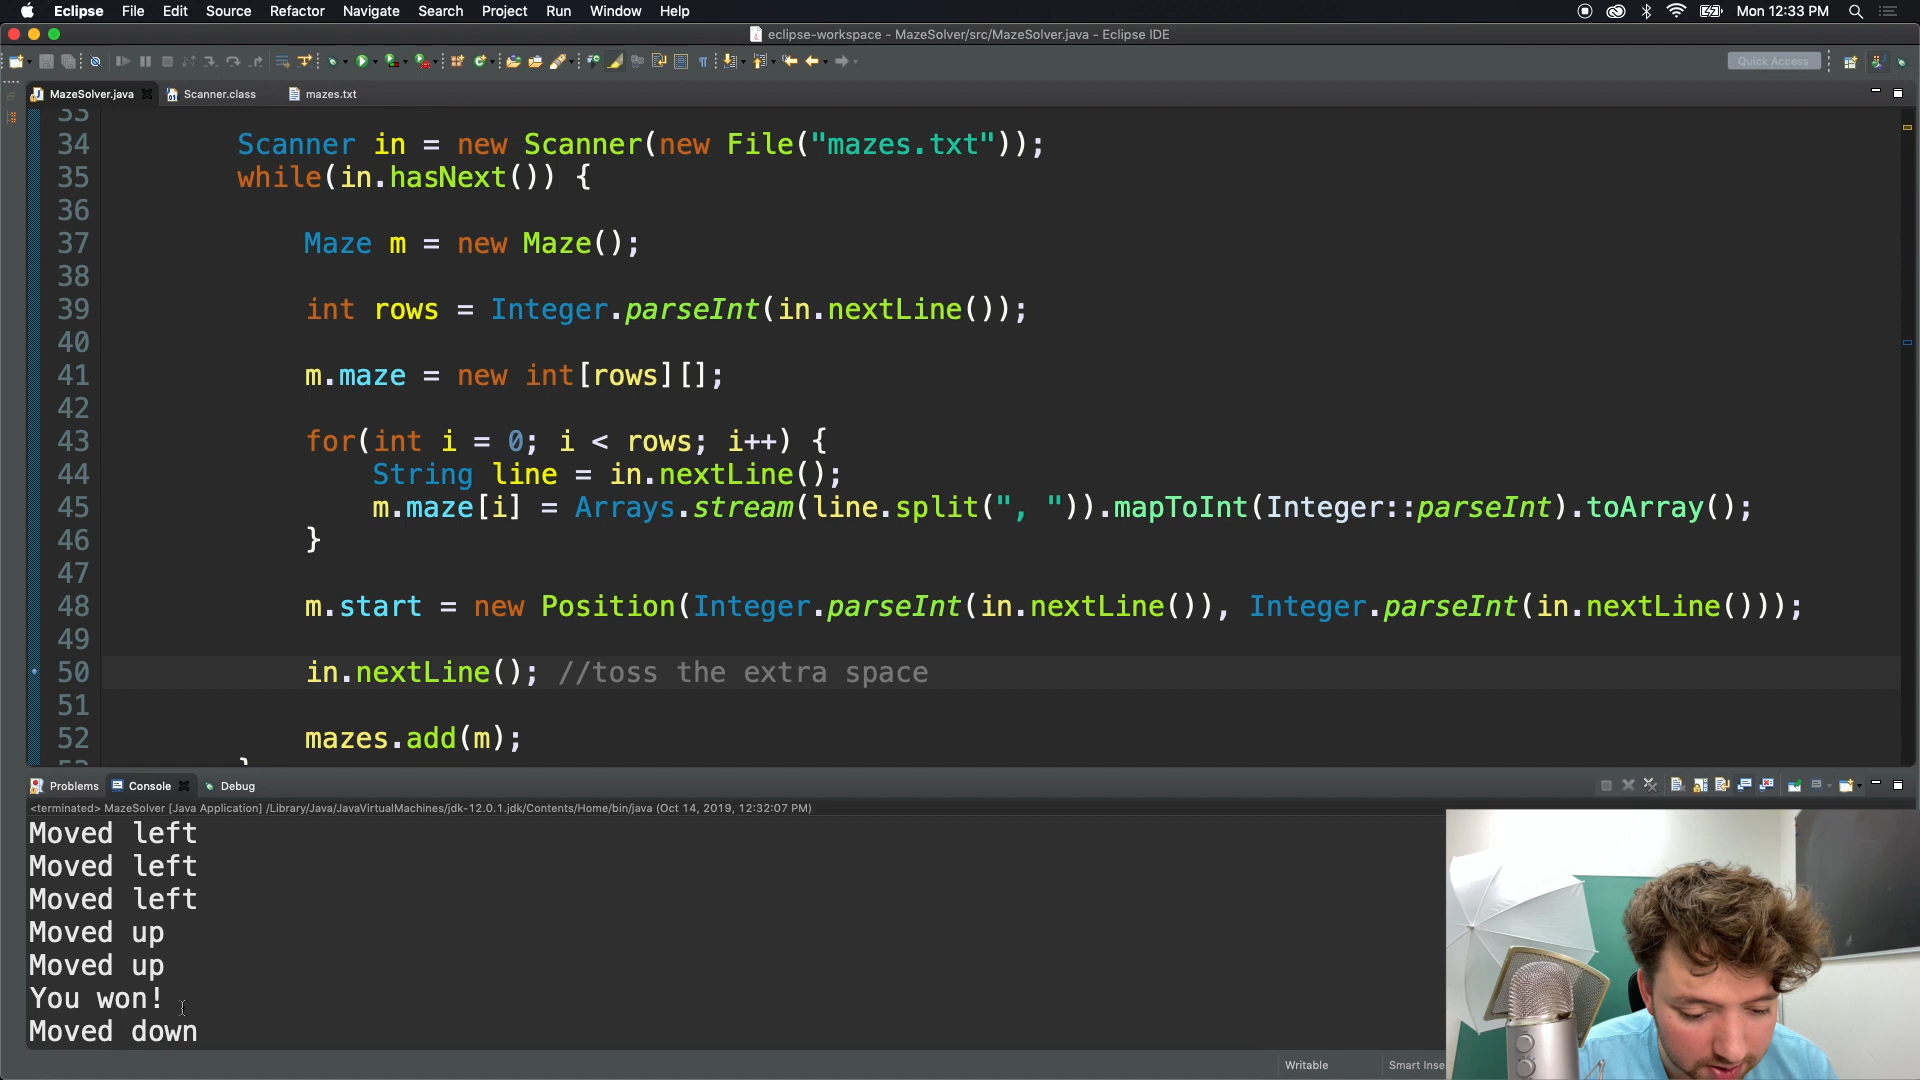 Eclipse File Edit Source Refactor Navigate Search Project Run Window Help Mon 12:33 PM
eclipse-workspace - MazeSolver/src/MazeSolver.java - Eclipse IDE
Quick Access
MazeSolver.java Scanner.class mazes.txt
33
34 Scanner in = new Scanner(new File("mazes.txt"));
35 while(in.hasNext()) {
36
37 Maze m = new Maze();
38
39 int rows = Integer.parseInt(in.nextLine());
40
41 m.maze = new int[rows][];
42
43 for(int i = 0; i < rows; i++) {
44 String line = in.nextLine();
45 m.maze[i] = Arrays.stream(line.split(", ")).mapToInt(Integer::parseInt).toArray();
46 }
47
48 m.start = new Position(Integer.parseInt(in.nextLine()), Integer.parseInt(in.nextLine()));
49
50 in.nextLine(); //toss the extra space
51
52 mazes.add(m);
Problems Console Debug
<terminated> MazeSolver [Java Application] /Library/Java/JavaVirtualMachines/jdk-12.0.1.jdk/Contents/Home/bin/java (Oct 14, 2019, 12:32:07 PM)
Moved left
Moved left
Moved left
Moved up
Moved up
You won!
Moved down
Writable Smart Inse